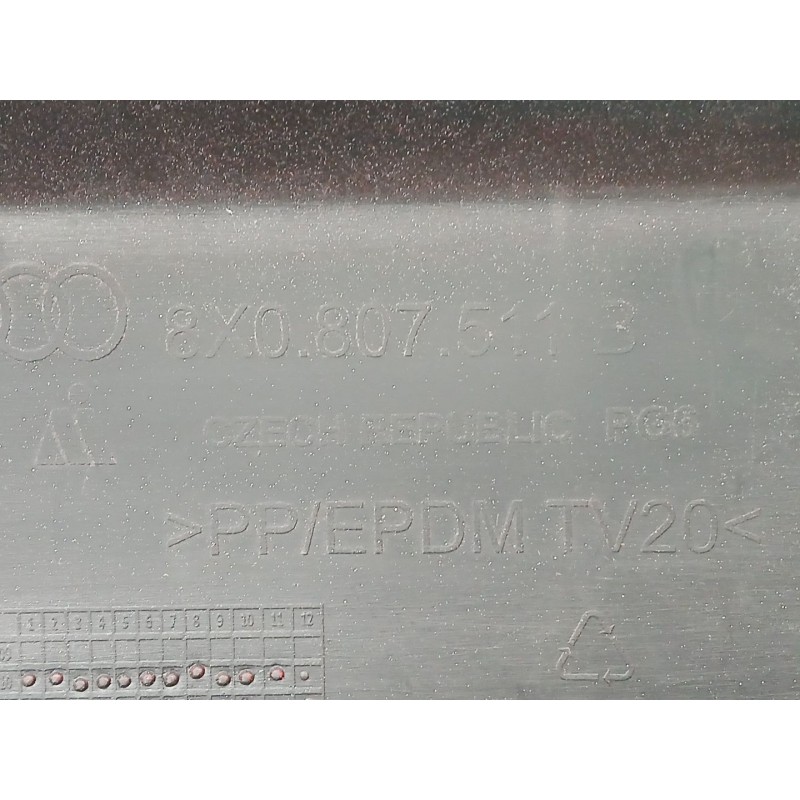 8X0.807.511 B
CZECH REPUBLIC PG6
>PP/EPDM TV20<
1 2 3 4 5 6 7 8 9 10 11 12